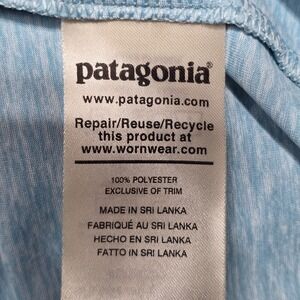 patagonia®
www.patagonia.com
Repair/Reuse/Recycle
this product at
www.wornwear.com
100% POLYESTER
EXCLUSIVE OF TRIM
MADE IN SRI LANKA
FABRIQUÉ AU SRI LANKA
HECHO EN SRI LANKA
FATTO IN SRI LANKA